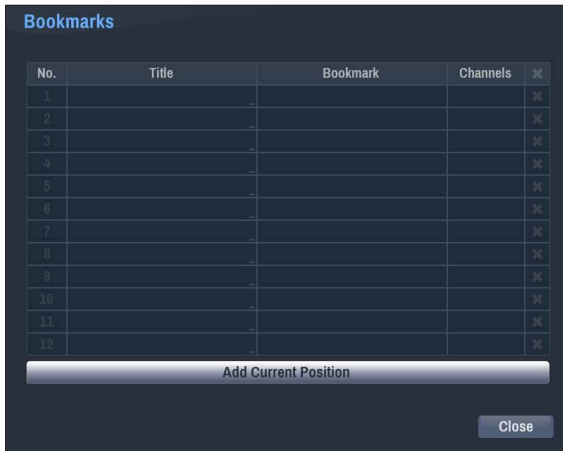 Bookmarks
No. Title Bookmark Channels ✖
1 _ ✖
2 _ ✖
3 _ ✖
4 _ ✖
5 _ ✖
6 _ ✖
7 _ ✖
8 _ ✖
9 _ ✖
10 _ ✖
11 _ ✖
12 _ ✖
Add Current Position
Close